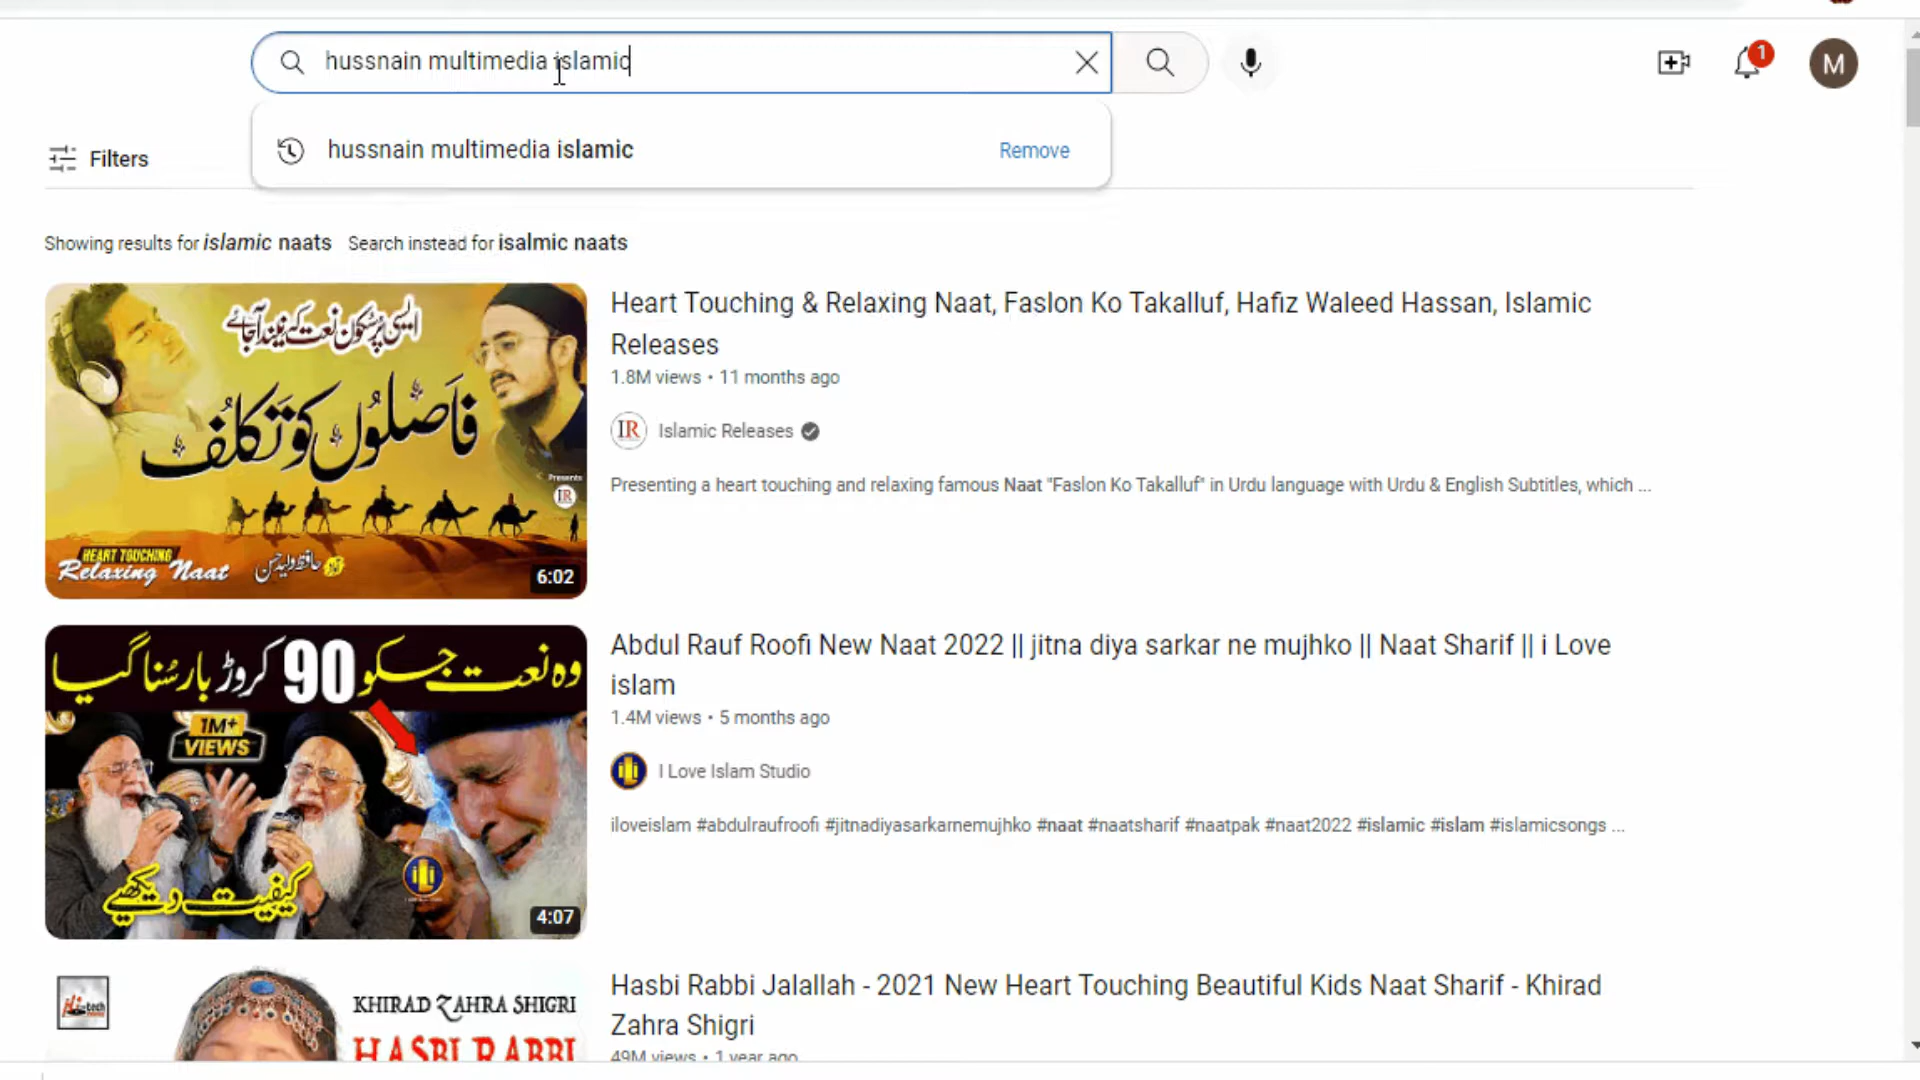 hussnain multimedia islamic
M
1
hussnain multimedia islamic
Remove
Filters
Showing results for islamic naats Search instead for isalmic naats
ایسی پرسکون نعت کہ نیند آجائے
فاصلوں کو تکلف
Presents
IR
HEART TOUCHING
Relaxing Naat
حافظ ولید حسن
6:02
Heart Touching & Relaxing Naat, Faslon Ko Takalluf, Hafiz Waleed Hassan, Islamic
Releases
1.8M views • 11 months ago
IR Islamic Releases
Presenting a heart touching and relaxing famous Naat "Faslon Ko Takalluf" in Urdu language with Urdu & English Subtitles, which ...
وہ نعت جسکو 90 کروڑ بار سُنا گیا
1M+
VIEWS
کیفیت دیکھیے
4:07
Abdul Rauf Roofi New Naat 2022 || jitna diya sarkar ne mujhko || Naat Sharif || i Love
islam
1.4M views • 5 months ago
I Love Islam Studio
iloveislam #abdulraufroofi #jitnadiyasarkarnemujhko #naat #naatsharif #naatpak #naat2022 #islamic #islam #islamicsongs ...
KHIRAD ZAHRA SHIGRI
HASBI RABBI
Hasbi Rabbi Jalallah - 2021 New Heart Touching Beautiful Kids Naat Sharif - Khirad
Zahra Shigri
49M views • 1 year ago